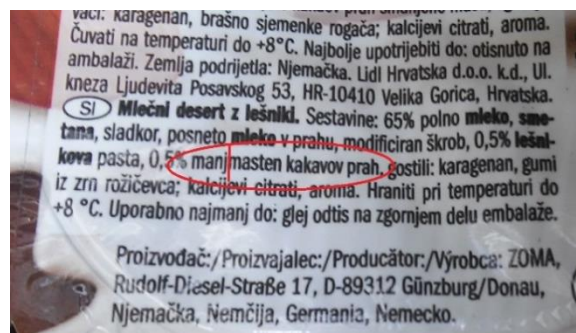 vači: karagenan, brašno sjemenke rogača; kalcijevi citrati, aroma.
Čuvati na temperaturi do +8°C. Najbolje upotrijebiti do: otisnuto na
ambalaži. Zemlja podrijetla: Njemačka. Lidl Hrvatska d.o.o. k.d., Ul.
kneza Ljudevita Posavskog 53, HR-10410 Velika Gorica, Hrvatska.
SI Mlečni desert z lešniki. Sestavine: 65% polno mleko, sme-
tana, sladkor, posneto mleko v prahu, modificiran škrob, 0,5% lešni-
kova pasta, 0,5% manj masten kakavov prah, gostili: karagenan, gumi
iz zrn rožičevca; kalcijevi citrati, aroma. Hraniti pri temperaturi do
+8 °C. Uporabno najmanj do: glej odtis na zgornjem delu embalaže.
Proizvođač:/Proizvajalec:/Producător:/Výrobca: ZOMA,
Rudolf-Diesel-Straße 17, D-89312 Günzburg/Donau,
Njemačka, Nemčija, Germania, Nemecko.